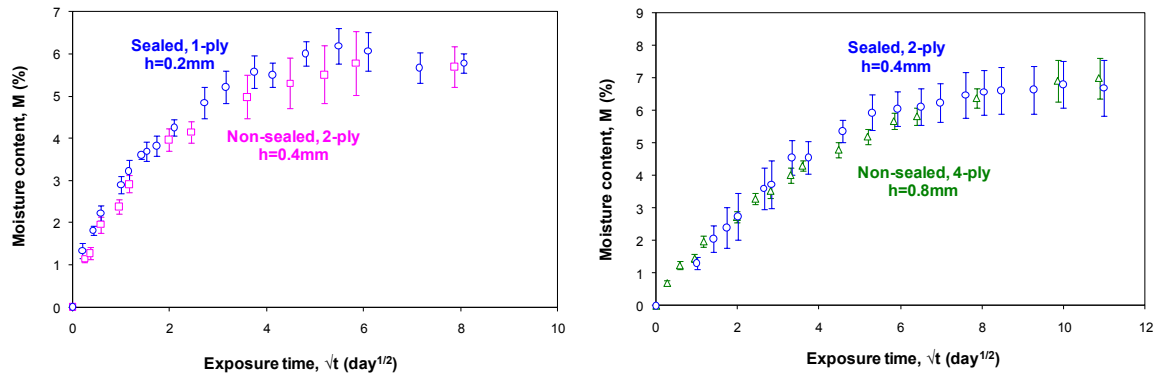 7
6
5
4
3
2
1
0
Moisture content, M (%)
Sealed, 1-ply
h=0.2mm
Non-sealed, 2-ply
h=0.4mm
0 2 4 6 8 10
Exposure time, √t (day1/2)
9
8
7
6
5
4
3
2
1
0
Moisture content, M (%)
Sealed, 2-ply
h=0.4mm
Non-sealed, 4-ply
h=0.8mm
0 2 4 6 8 10 12
Exposure time, √t (day1/2)